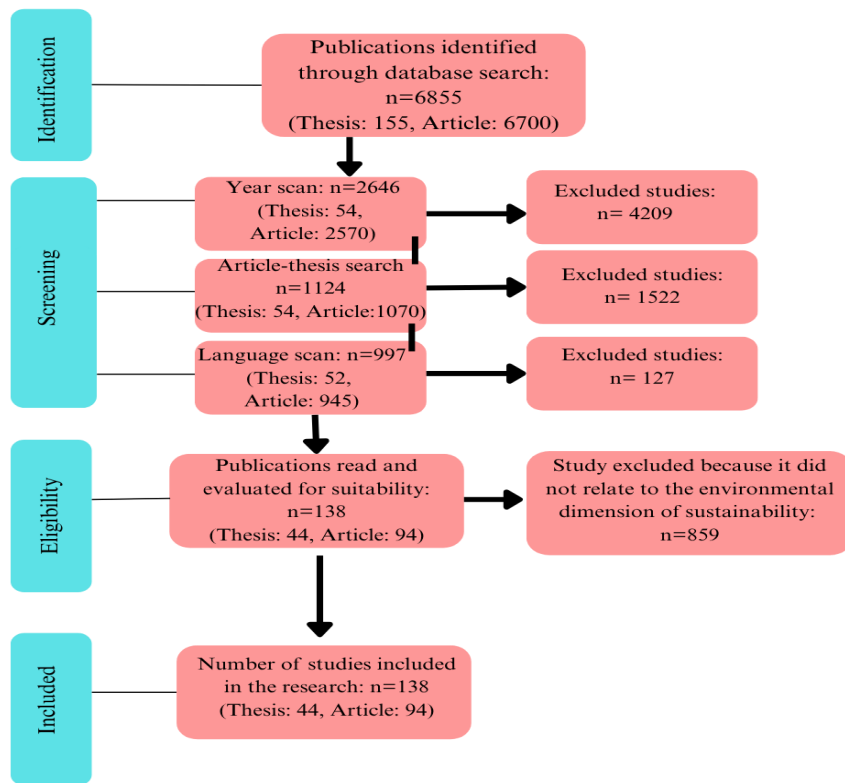 Identification
Publications identified
through database search:
n=6855
(Thesis: 155, Article: 6700)
Screening
Year scan: n=2646
(Thesis: 54,
Article: 2570)
Excluded studies:
n= 4209
Article-thesis search
n=1124
(Thesis: 54, Article:1070)
Excluded studies:
n= 1522
Language scan: n=997
(Thesis: 52,
Article: 945)
Excluded studies:
n= 127
Eligibility
Publications read and
evaluated for suitability:
n=138
(Thesis: 44, Article: 94)
Study excluded because it did
not relate to the environmental
dimension of sustainability:
n=859
Included
Number of studies included
in the research: n=138
(Thesis: 44, Article: 94)